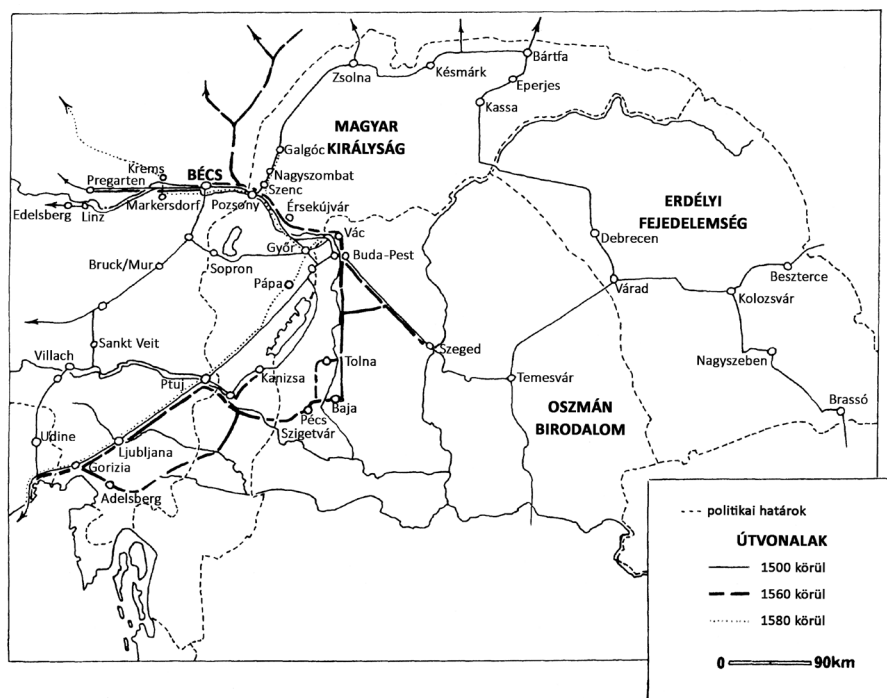 Bártfa
Zsolna
Késmárk
Eperjes
Kassa
MAGYAR
KIRÁLYSÁG
Galgóc
Krems
BÉCS
Nagyszombat
Pregarten
Szenc
ERDÉLYI
FEJEDELEMSÉG
Edelsberg
Linz
Markersdorf
Pozsony
Érsekújvár
Vác
Debrecen
Győr
Buda-Pest
Bruck/Mur
Sopron
Beszterce
Pápa
Várad
Kolozsvár
Sankt Veit
Szeged
Villach
Tolna
Nagyszeben
Ptuj
Kanizsa
Temesvár
Baja
OSZMÁN
BIRODALOM
Brassó
Pécs
Szigetvár
Udine
Ljubljana
Gorizia
Adelsberg
politikai határok
ÚTVONALAK
1500 körül
1560 körül
1580 körül
0 90km